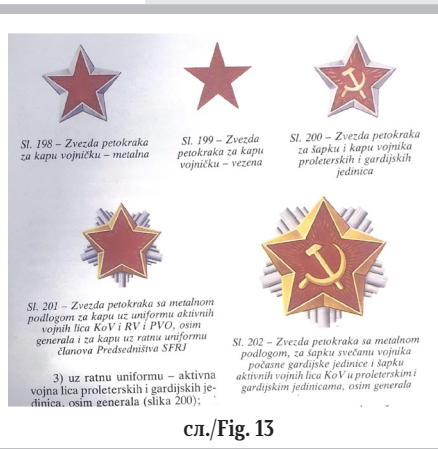 Sl. 198 – Zvezda petokraka
za kapu vojničku – metalna
Sl. 199 – Zvezda
petokraka za kapu
vojničku – vezena
Sl. 200 – Zvezda petokraka
za šapku i kapu vojnika
proleterskih i gardijskih
jedinica
Sl. 201 – Zvezda petokraka sa metalnom
podlogom za kapu uz uniformu aktivnih
vojnih lica KoV i RV i PVO, osim
generala i za kapu uz ratnu uniformu
članova Predsedništva SFRJ
Sl. 202 – Zvezda petokraka sa metalnom
podlogom, za šapku svečanu vojnika
počasne gardijske jedinice i šapku
aktivnih vojnih lica KoV u proleterskim i
gardijskim jedinicama, osim generala
3) uz ratnu uniformu – aktivna
vojna lica proleterskih i gardijskih je-
dinica, osim generala (slika 200);
сл./Fig. 13